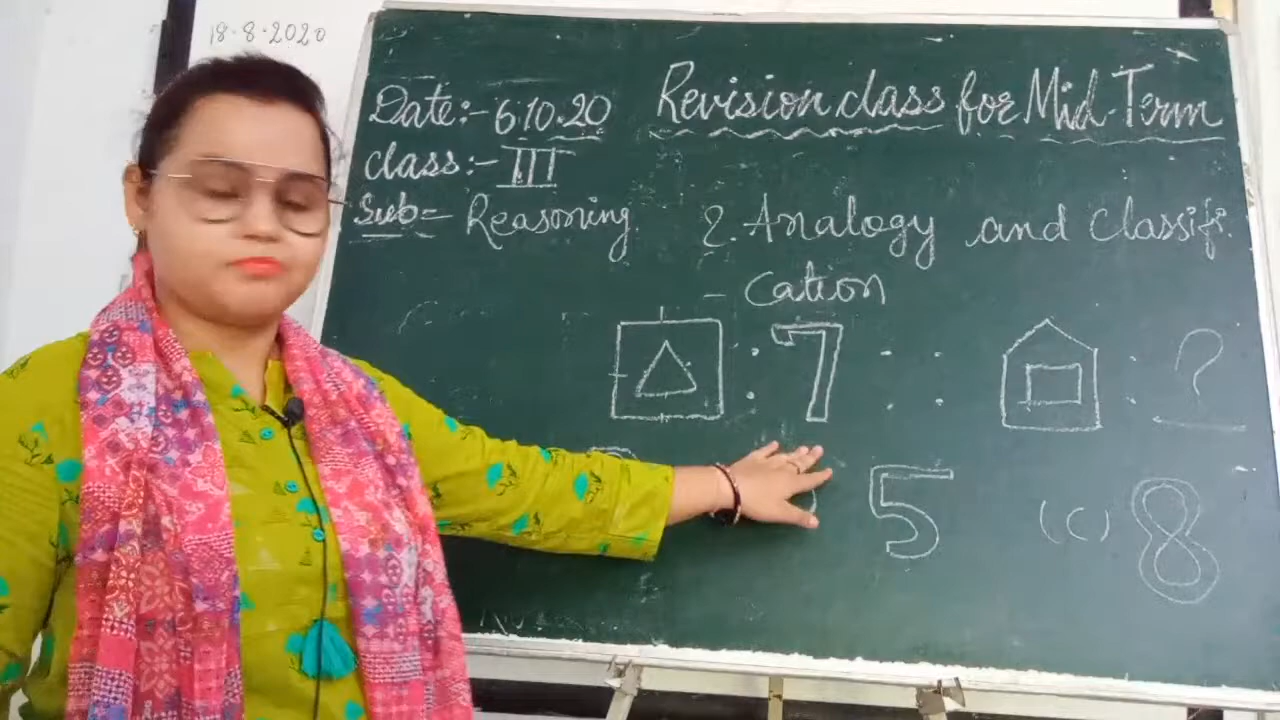 18.8.2020
Date:- 6.10.20 Revision class for Mid-Term
class:- III
Sub:- Reasoning 2. Analogy and Classifi
- cation
: 7 : : : ?
5 (C) 8